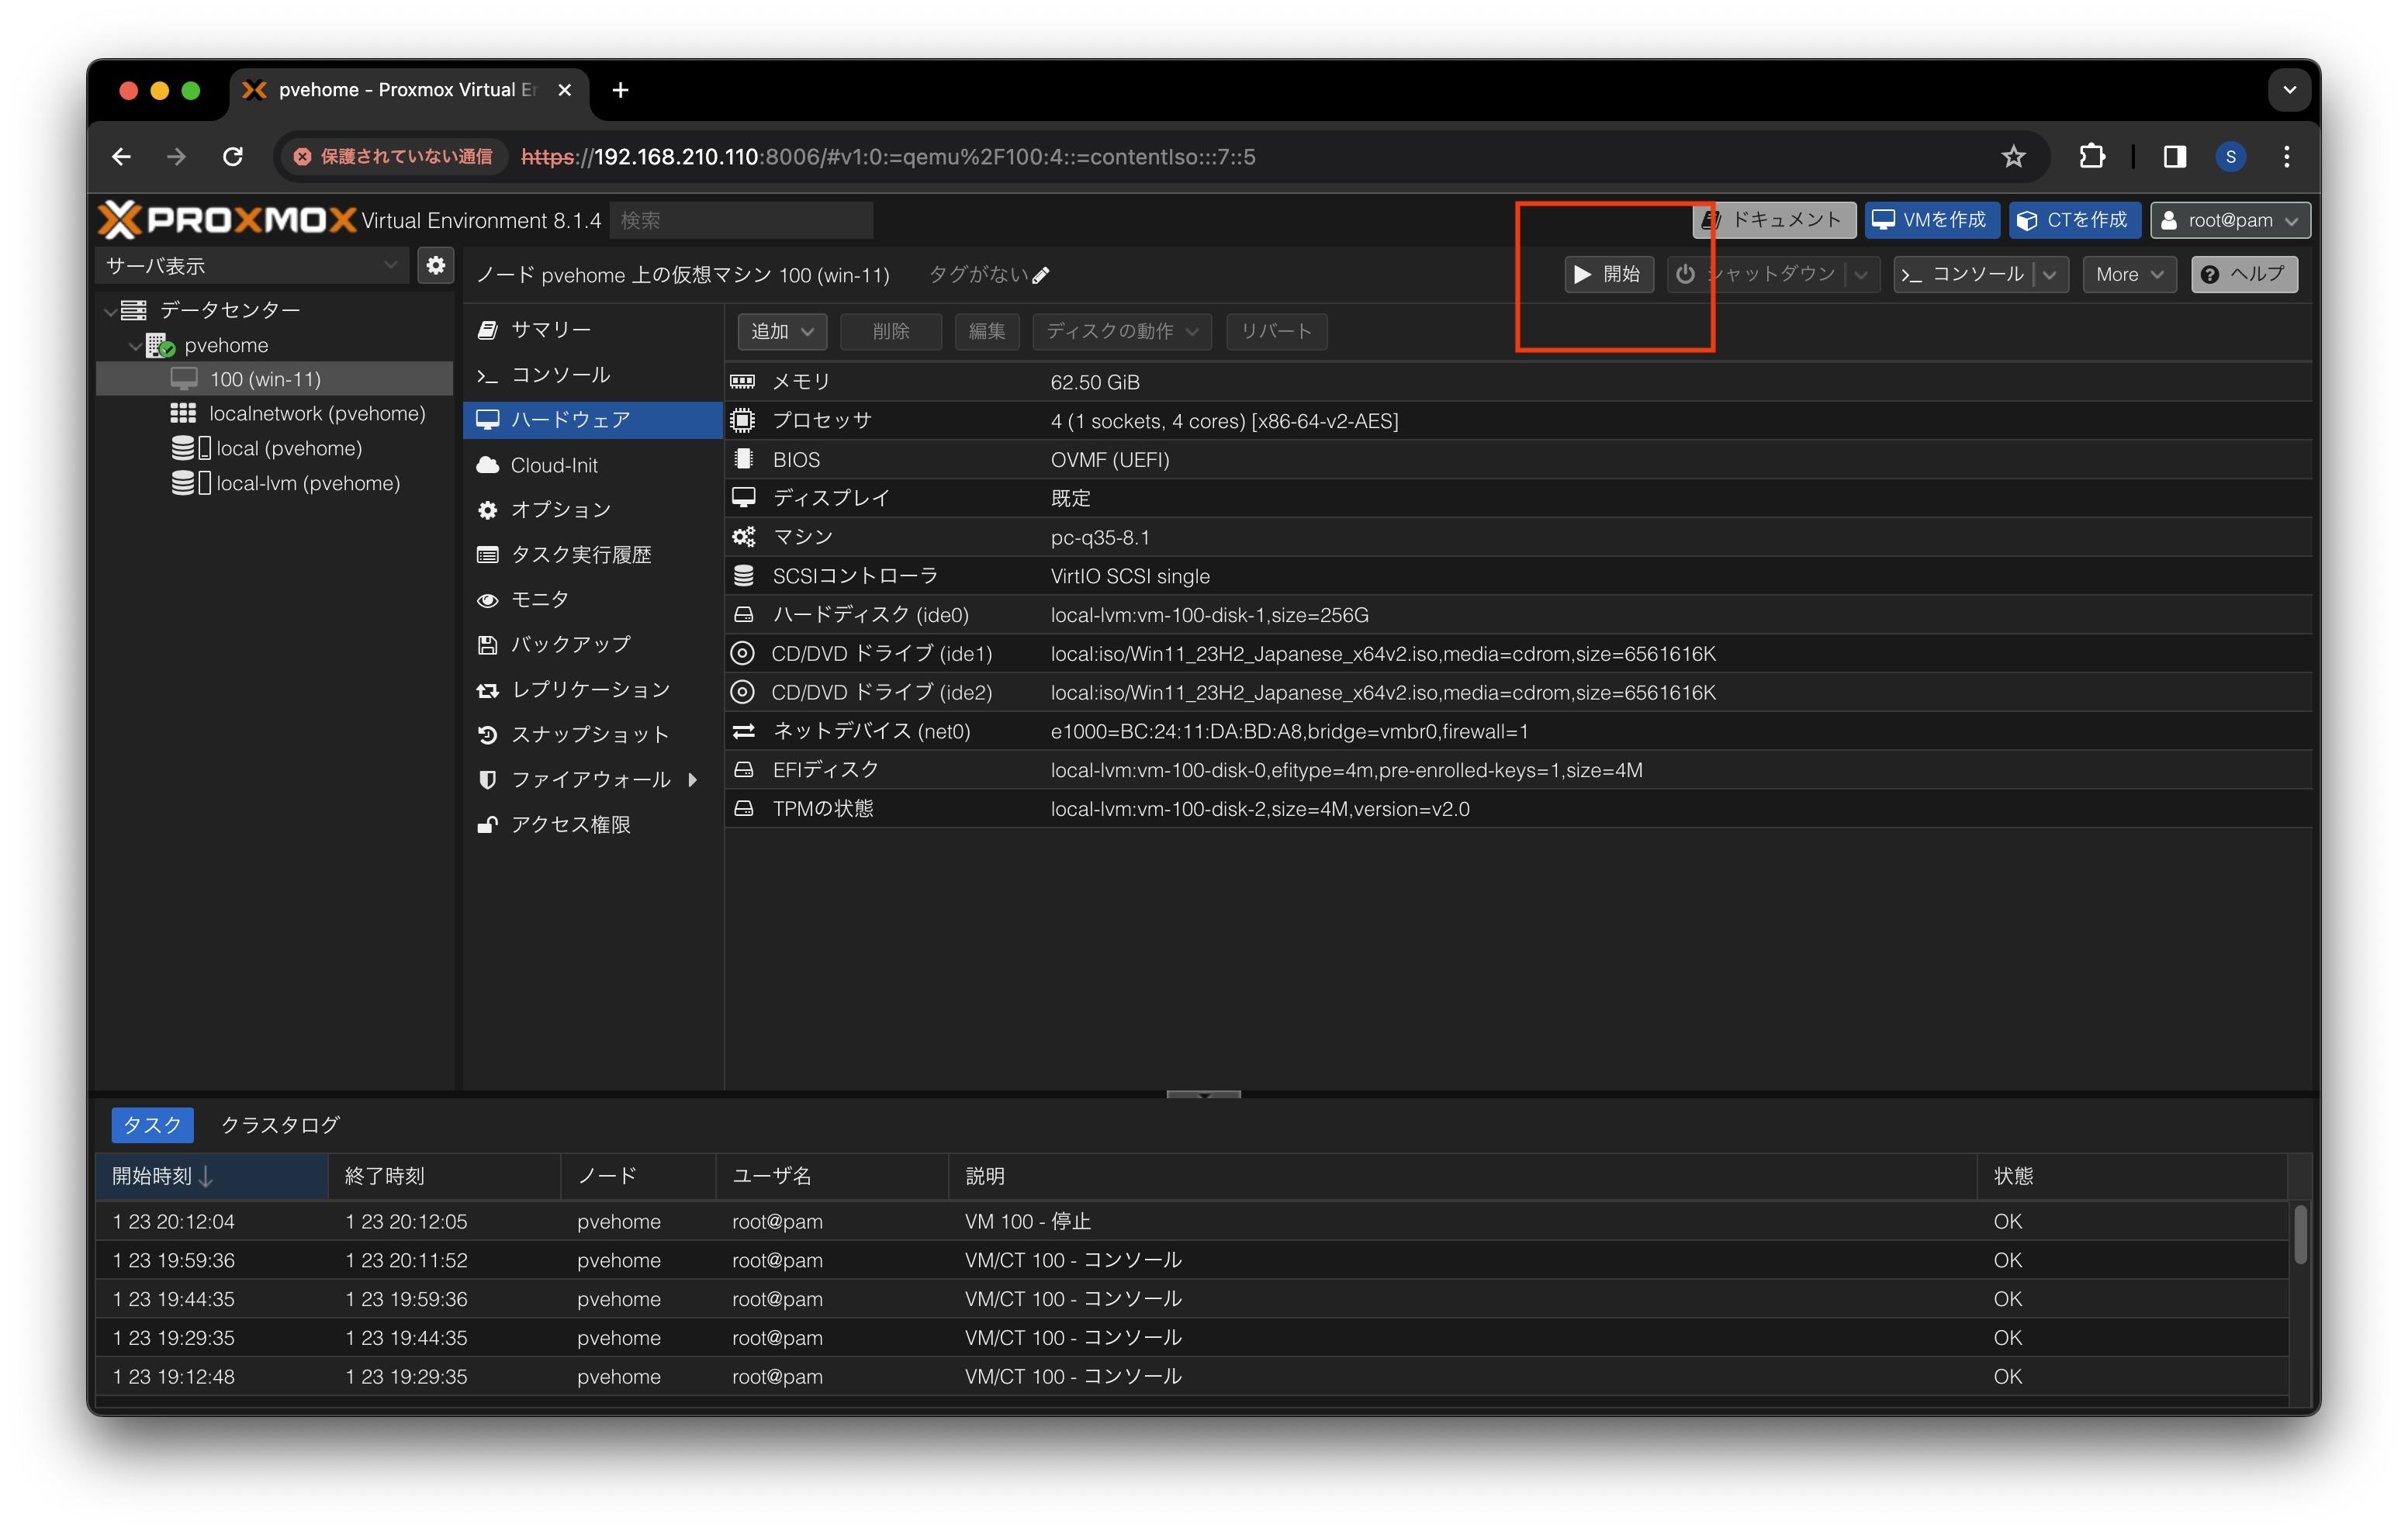 pvehome - Proxmox Virtual Er
保護されていない通信 https://192.168.210.110:8006/#v1:0:=qemu%2F100:4::=contentIso:::7::5
S
PROXMOX Virtual Environment 8.1.4 検索 ドキュメント VMを作成 CTを作成 root@pam
サーバ表示
ノード pvehome 上の仮想マシン 100 (win-11) タグがない 開始 シャットダウン コンソール More ヘルプ
データセンター
pvehome
100 (win-11)
localnetwork (pvehome)
local (pvehome)
local-lvm (pvehome)
サマリー
コンソール
ハードウェア
Cloud-Init
オプション
タスク実行履歴
モニタ
バックアップ
レプリケーション
スナップショット
ファイアウォール
アクセス権限
追加 削除 編集 ディスクの動作 リバート
メモリ 62.50 GiB
プロセッサ 4 (1 sockets, 4 cores) [x86-64-v2-AES]
BIOS OVMF (UEFI)
ディスプレイ 既定
マシン pc-q35-8.1
SCSIコントローラ VirtIO SCSI single
ハードディスク (ide0) local-lvm:vm-100-disk-1,size=256G
CD/DVD ドライブ (ide1) local:iso/Win11_23H2_Japanese_x64v2.iso,media=cdrom,size=6561616K
CD/DVD ドライブ (ide2) local:iso/Win11_23H2_Japanese_x64v2.iso,media=cdrom,size=6561616K
ネットデバイス (net0) e1000=BC:24:11:DA:BD:A8,bridge=vmbr0,firewall=1
EFIディスク local-lvm:vm-100-disk-0,efitype=4m,pre-enrolled-keys=1,size=4M
TPMの状態 local-lvm:vm-100-disk-2,size=4M,version=v2.0
タスク クラスタログ
開始時刻 終了時刻 ノード ユーザ名 説明 状態
1 23 20:12:04 1 23 20:12:05 pvehome root@pam VM 100 - 停止 OK
1 23 19:59:36 1 23 20:11:52 pvehome root@pam VM/CT 100 - コンソール OK
1 23 19:44:35 1 23 19:59:36 pvehome root@pam VM/CT 100 - コンソール OK
1 23 19:29:35 1 23 19:44:35 pvehome root@pam VM/CT 100 - コンソール OK
1 23 19:12:48 1 23 19:29:35 pvehome root@pam VM/CT 100 - コンソール OK